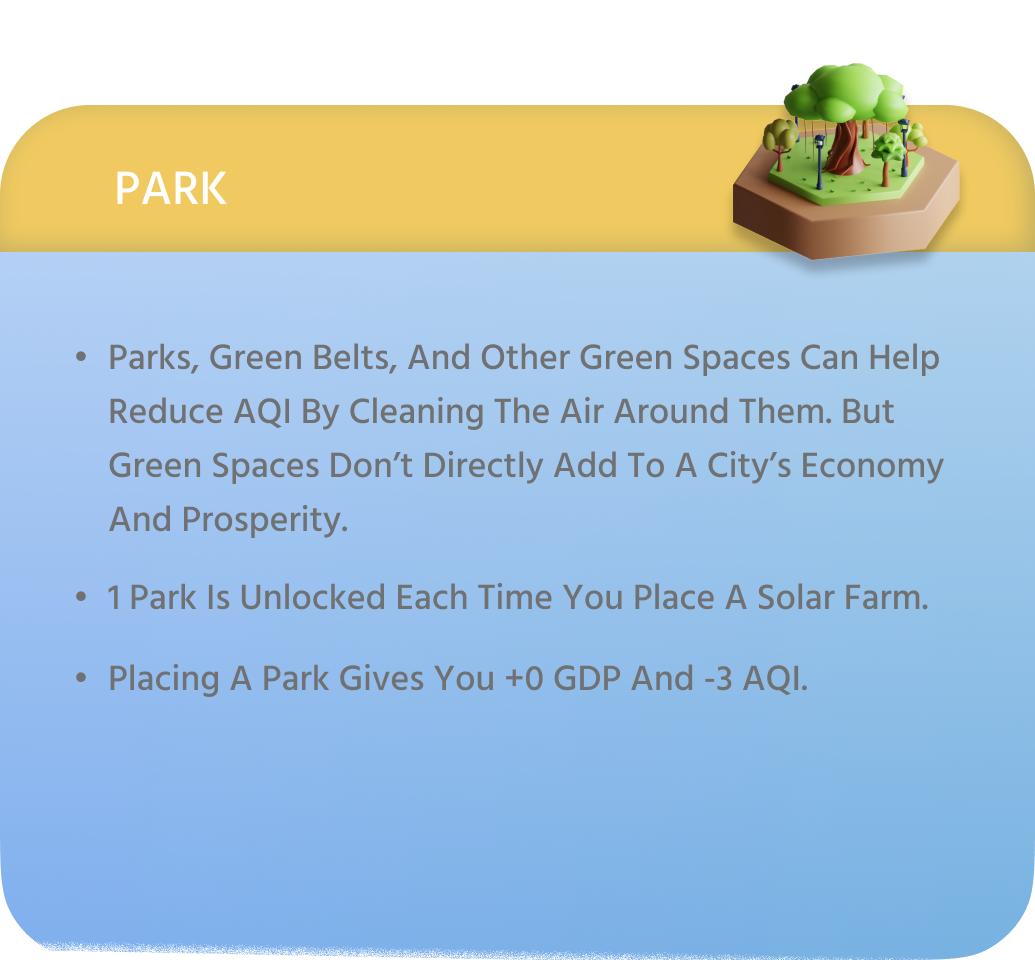 PARK
• Parks, Green Belts, And Other Green Spaces Can Help
Reduce AQI By Cleaning The Air Around Them. But
Green Spaces Don’t Directly Add To A City’s Economy
And Prosperity.
• 1 Park Is Unlocked Each Time You Place A Solar Farm.
• Placing A Park Gives You +0 GDP And -3 AQI.